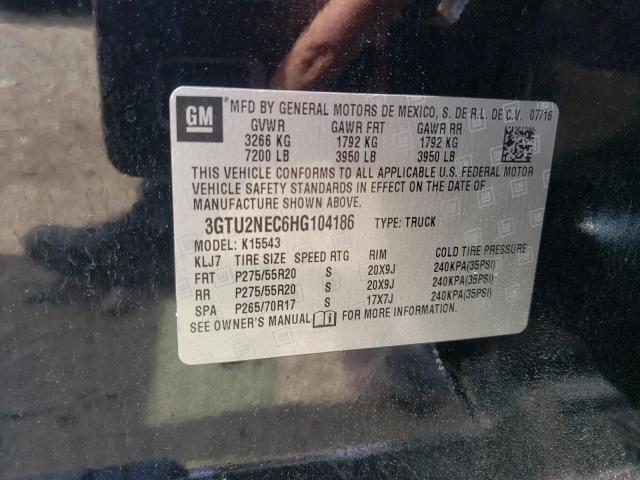 GM MFD BY GENERAL MOTORS DE MEXICO, S. DE R.L. DE C.V. 07/16
GVWR GAWR FRT GAWR RR
3266 KG 1792 KG 1792 KG
7200 LB 3950 LB 3950 LB
THIS VEHICLE CONFORMS TO ALL APPLICABLE U.S. FEDERAL MOTOR
VEHICLE SAFETY STANDARDS IN EFFECT ON THE DATE OF
MANUFACTURE SHOWN ABOVE.
3GTU2NEC6HG104186 TYPE: TRUCK
MODEL: K15543
KLJ7 TIRE SIZE SPEED RTG RIM COLD TIRE PRESSURE
FRT P275/55R20 S 20X9J 240KPA(35PSI)
RR P275/55R20 S 20X9J 240KPA(35PSI)
SPA P265/70R17 S 17X7J 240KPA(35PSI)
SEE OWNER'S MANUAL FOR MORE INFORMATION.